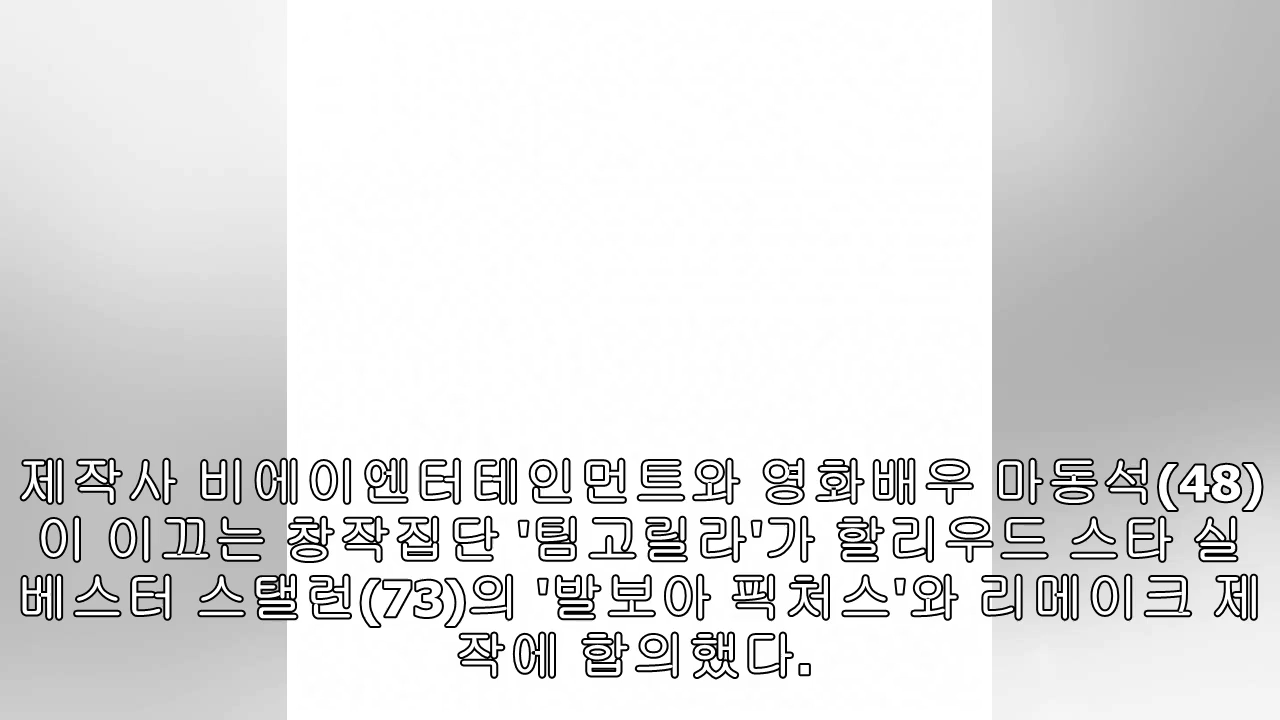 제작사 비에이엔터테인먼트와 영화배우 마동석(48)
이 이끄는 창작집단 '팀고릴라'가 할리우드 스타 실
베스터 스탤런(73)의 '발보아 픽처스'와 리메이크 제
작에 합의했다.